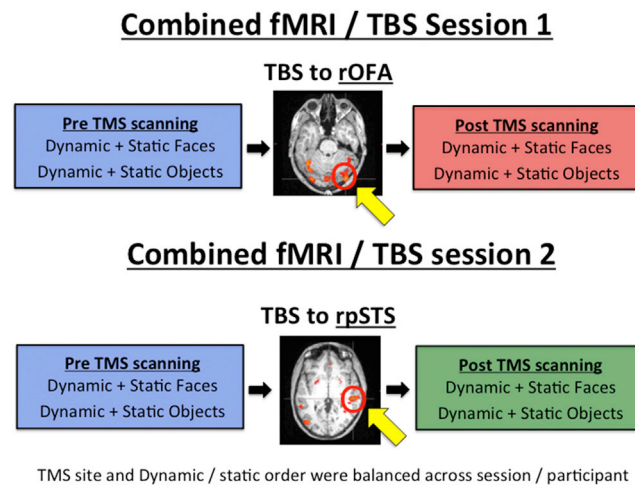 Combined fMRI / TBS Session 1
TBS to rOFA
Pre TMS scanning
Dynamic + Static Faces
Dynamic + Static Objects
Post TMS scanning
Dynamic + Static Faces
Dynamic + Static Objects
Combined fMRI / TBS session 2
TBS to rpSTS
Pre TMS scanning
Dynamic + Static Faces
Dynamic + Static Objects
Post TMS scanning
Dynamic + Static Faces
Dynamic + Static Objects
TMS site and Dynamic / static order were balanced across session / participant